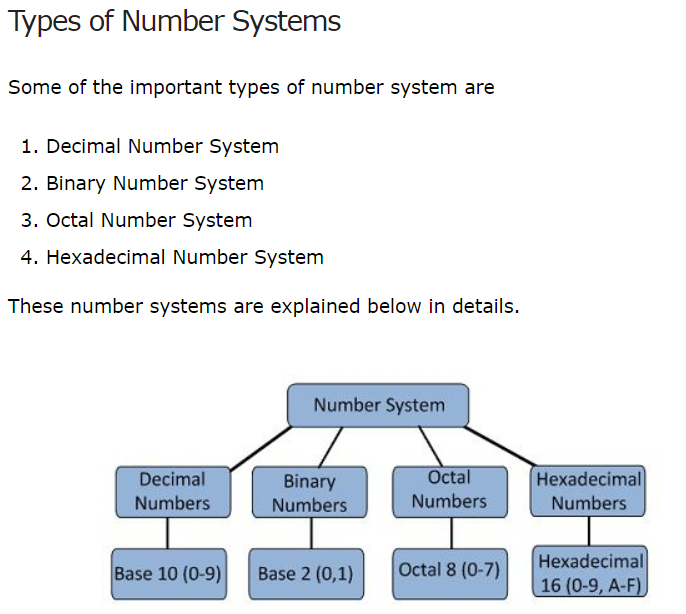 Types of Number Systems
Some of the important types of number system are
1. Decimal Number System
2. Binary Number System
3. Octal Number System
4. Hexadecimal Number System
These number systems are explained below in details.
Number System
Decimal
Numbers
Binary
Numbers
Octal
Numbers
Hexadecimal
Numbers
Base 10 (0-9)
Base 2 (0,1)
Octal 8 (0-7)
Hexadecimal
16 (0-9, A-F)